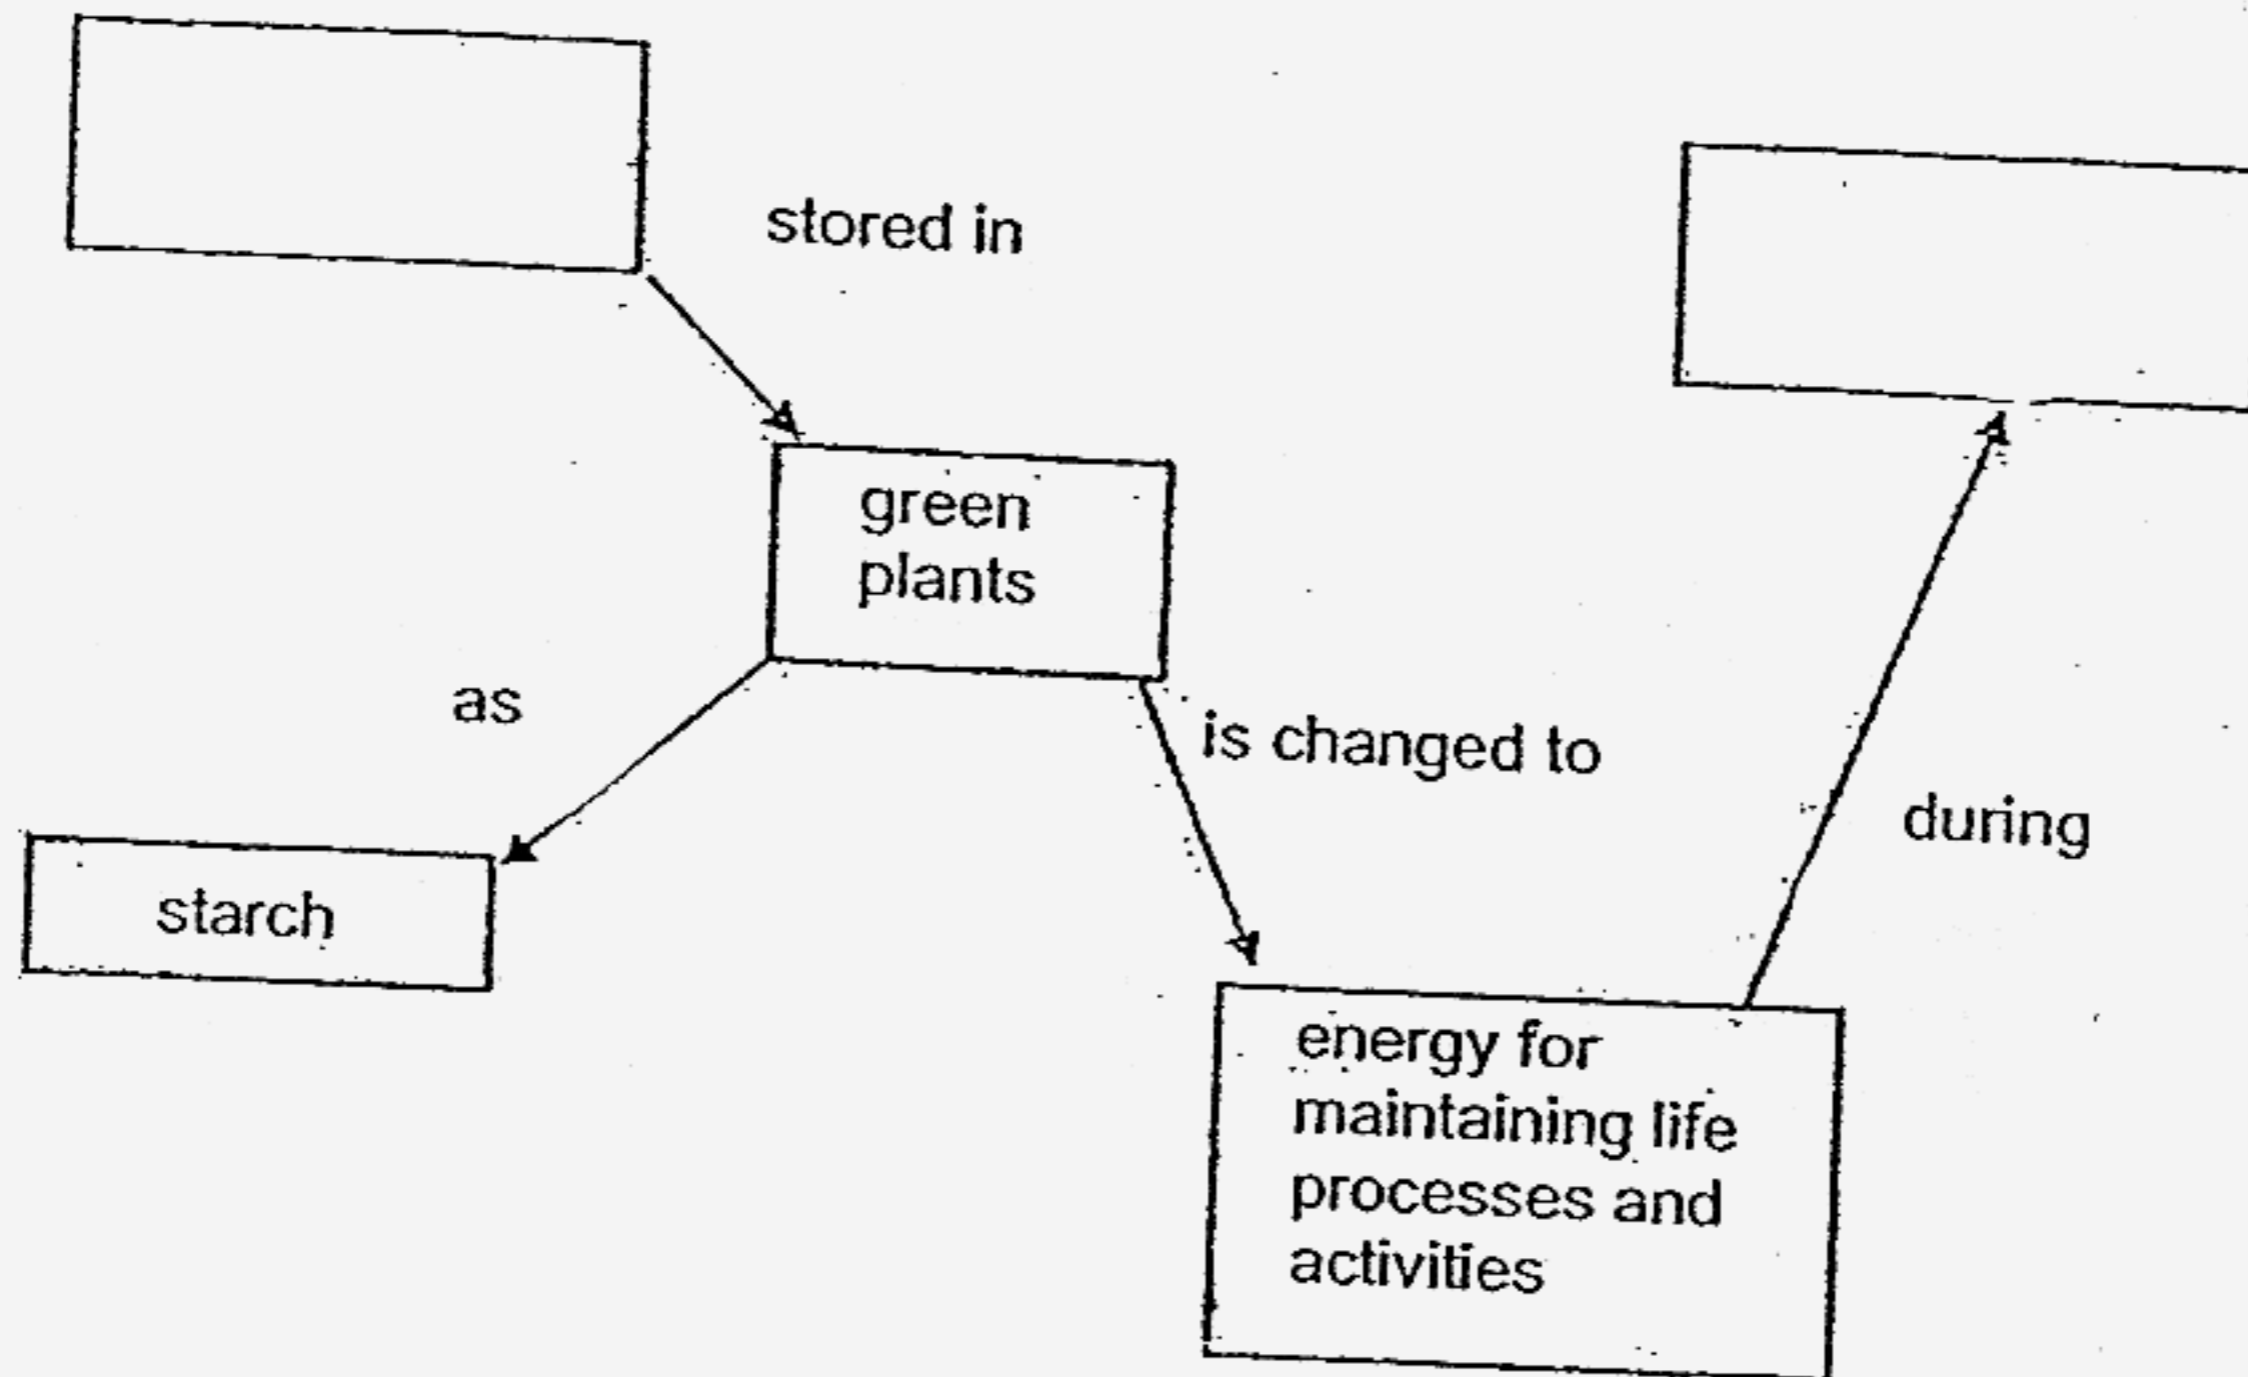 stored in
green
plants
as
is changed to
during
starch
energy for
maintaining life
processes and
activities